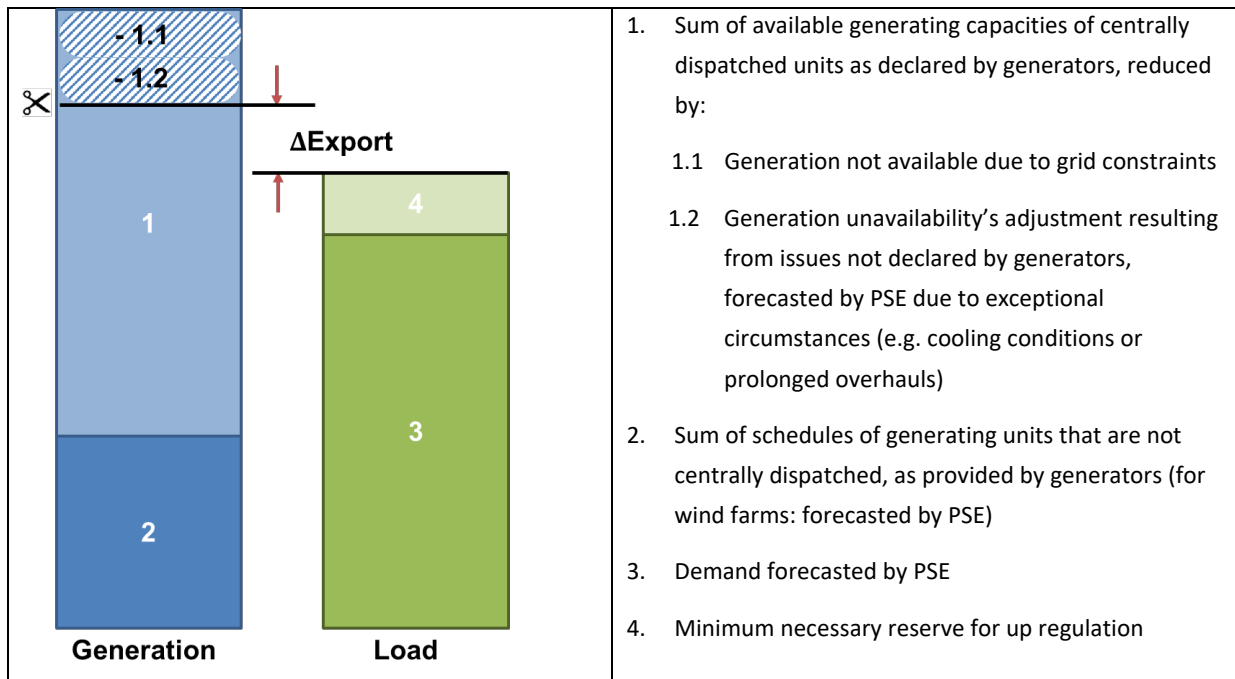 - 1.1
- 1.2
ΔExport
1
4
3
2
Generation
Load
1. Sum of available generating capacities of centrally
dispatched units as declared by generators, reduced
by:
1.1 Generation not available due to grid constraints
1.2 Generation unavailability’s adjustment resulting
from issues not declared by generators,
forecasted by PSE due to exceptional
circumstances (e.g. cooling conditions or
prolonged overhauls)
2. Sum of schedules of generating units that are not
centrally dispatched, as provided by generators (for
wind farms: forecasted by PSE)
3. Demand forecasted by PSE
4. Minimum necessary reserve for up regulation